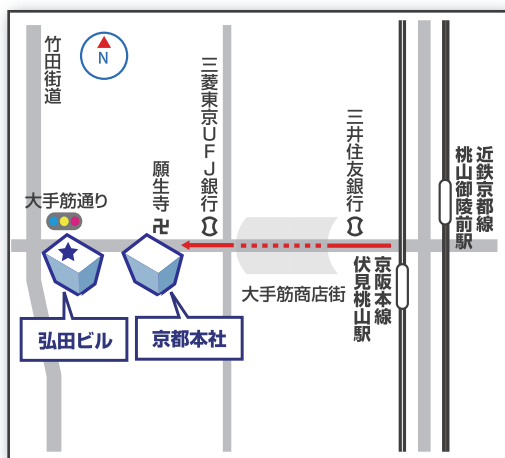 竹田街道
N
三菱東京UFJ銀行
三井住友銀行
近鉄京都線
桃山御陵前駅
願生寺
卍
大手筋通り
大手筋商店街
京阪本線
伏見桃山駅
弘田ビル
京都本社